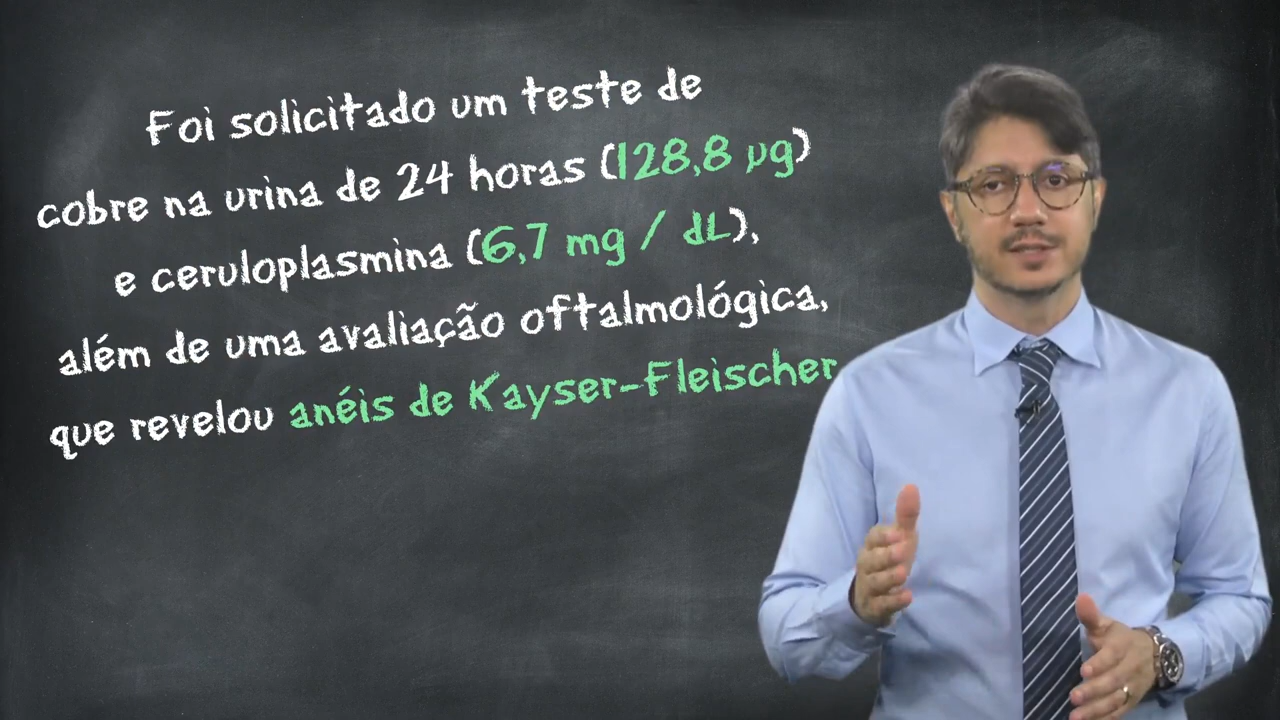 Foi solicitado um teste de
cobre na urina de 24 horas (128,8 µg)
e ceruloplasmina (6,7 mg / dL),
além de uma avaliação oftalmológica,
que revelou anéis de Kayser-Fleischer